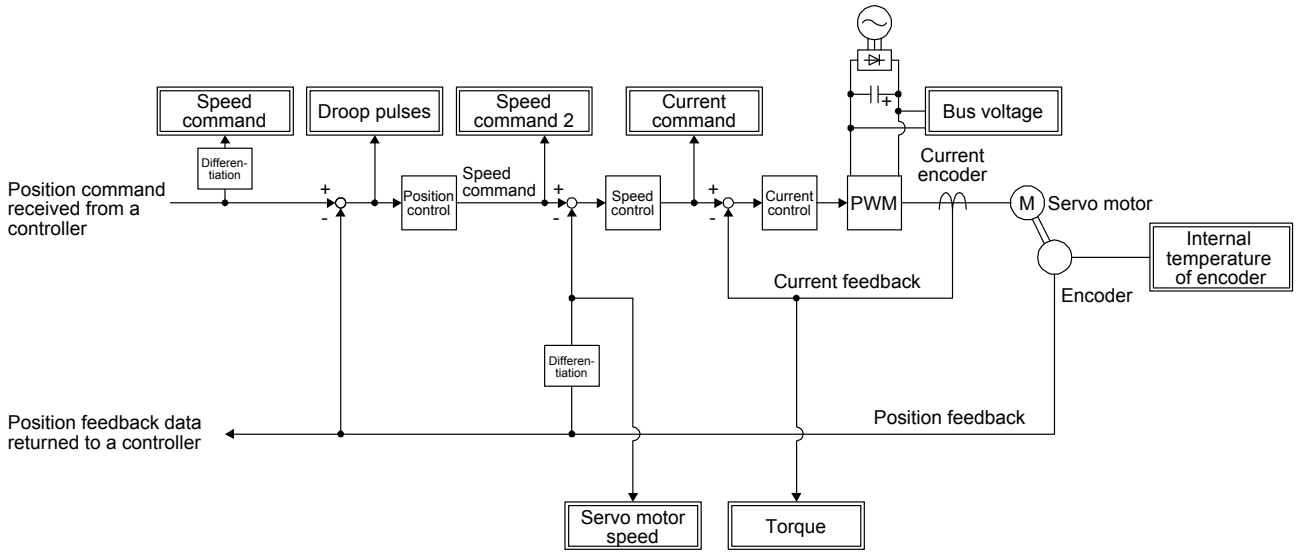 Speed
command
Droop pulses
Speed
command 2
Current
command
+
Bus voltage
Differen-
tiation
Position command
received from a
controller
+
-
Position
control
Speed
command
+
-
Speed
control
+
-
Current
control
PWM
Current
encoder
M
Servo motor
Internal
temperature
of encoder
Current feedback
Encoder
Differen-
tiation
Position feedback data
returned to a controller
Position feedback
Servo motor
speed
Torque